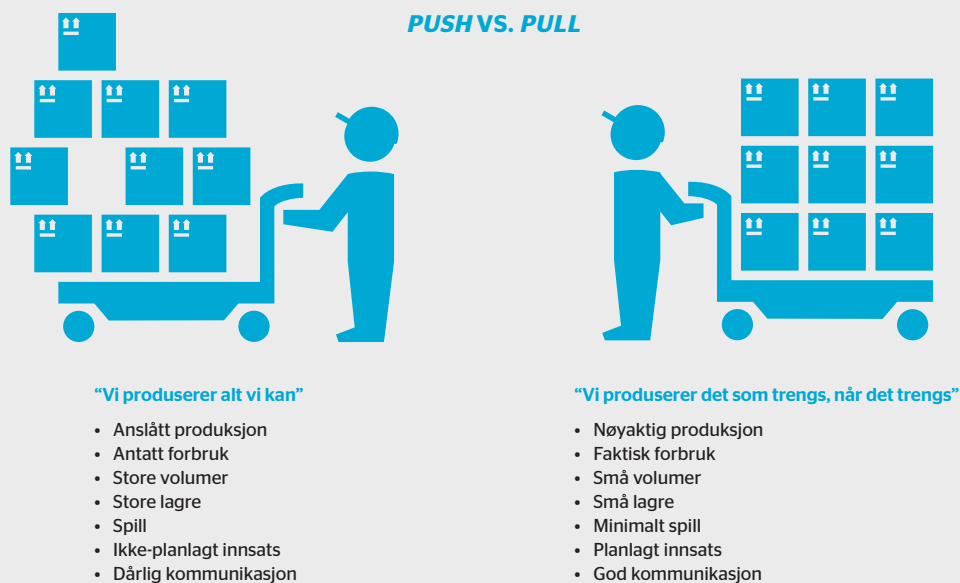 PUSH VS. PULL
“Vi produserer alt vi kan”
• Anslått produksjon
• Antatt forbruk
• Store volumer
• Store lagre
• Spill
• Ikke-planlagt innsats
• Dårlig kommunikasjon
“Vi produserer det som trengs, når det trengs”
• Nøyaktig produksjon
• Faktisk forbruk
• Små volumer
• Små lagre
• Minimalt spill
• Planlagt innsats
• God kommunikasjon